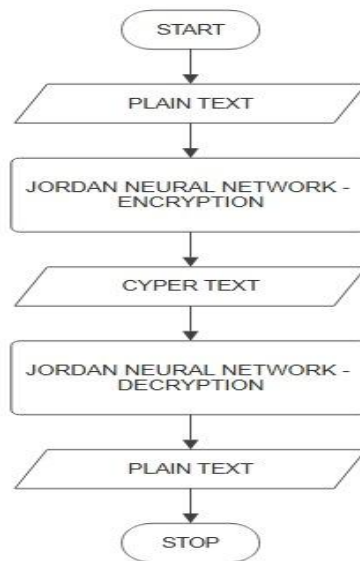 START
PLAIN TEXT
JORDAN NEURAL NETWORK -
ENCRYPTION
CYPER TEXT
JORDAN NEURAL NETWORK -
DECRYPTION
PLAIN TEXT
STOP